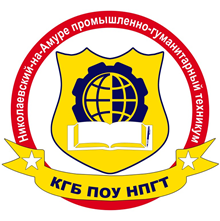 Николаевский-на-Амуре промышленно-гуманитарный техникум
КГБ ПОУ НПГТ